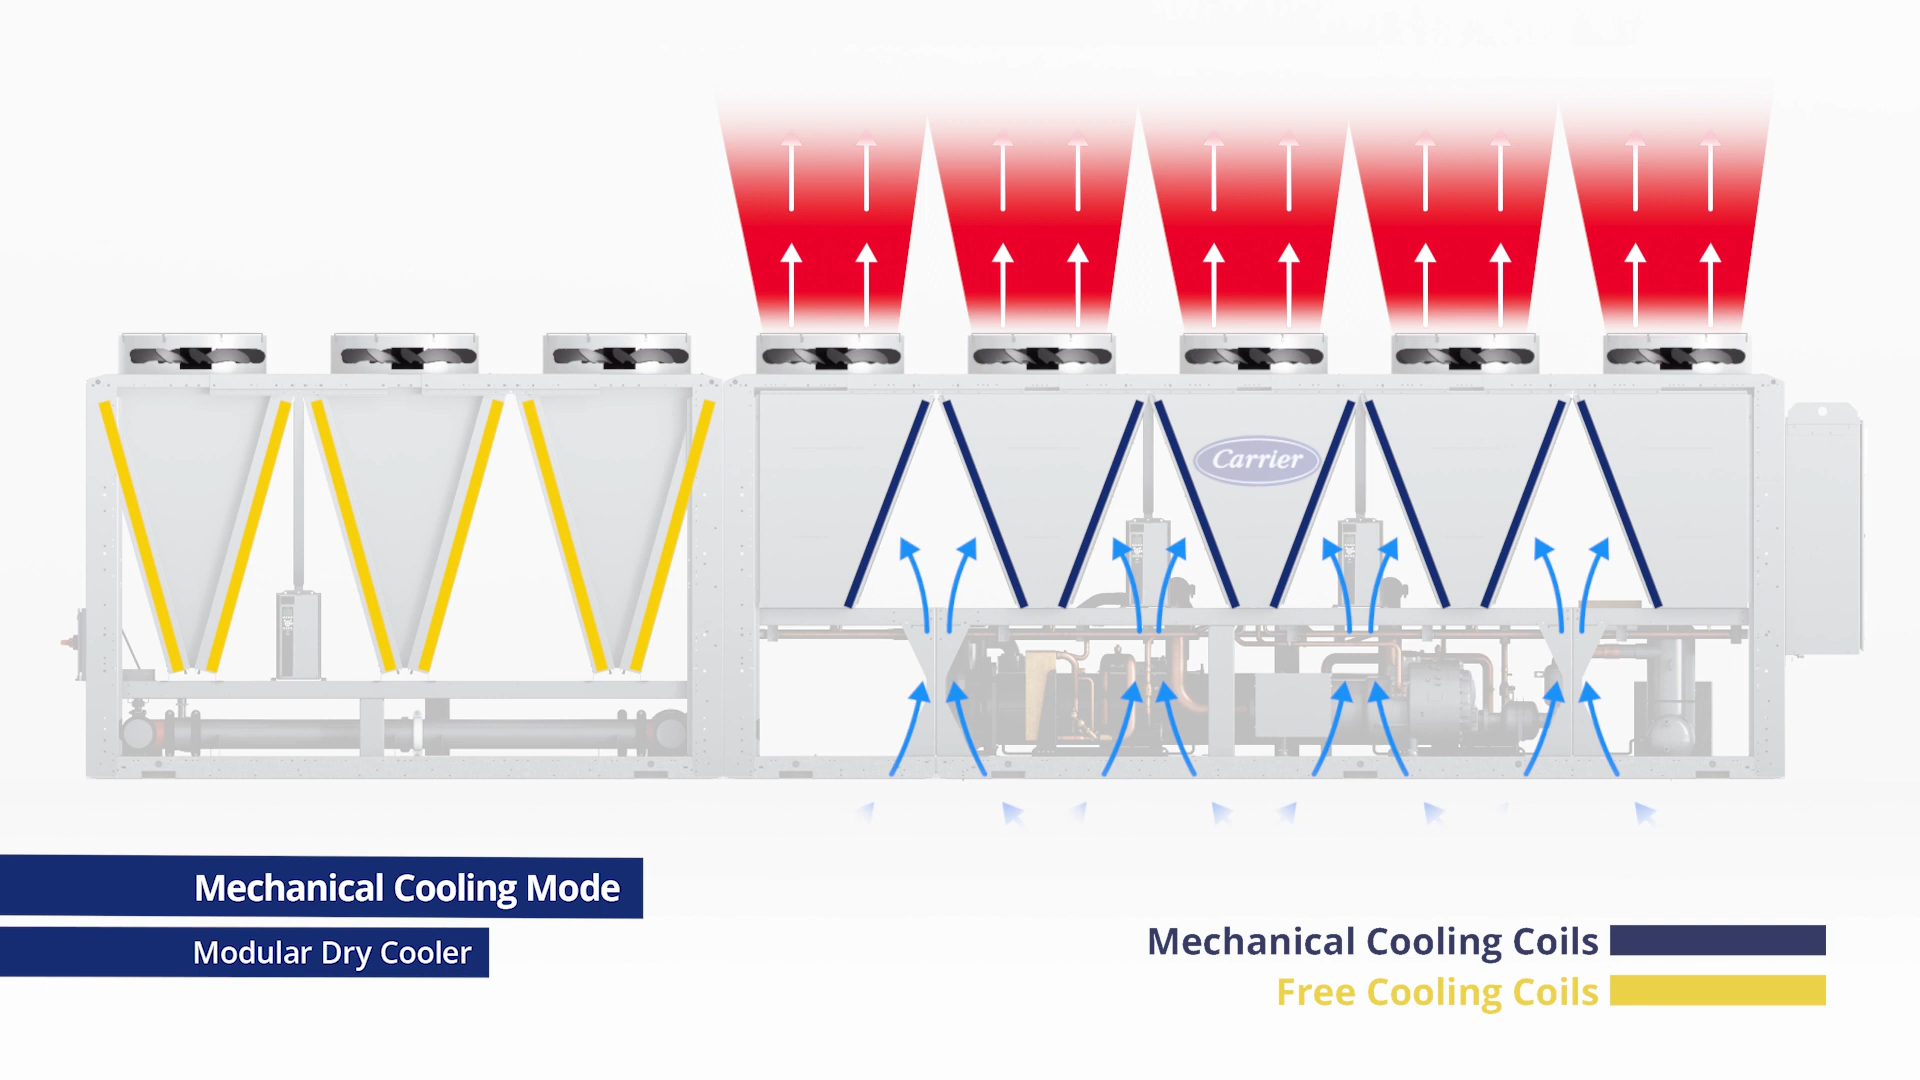 Carrier
Mechanical Cooling Mode
Modular Dry Cooler
Mechanical Cooling Coils
Free Cooling Coils